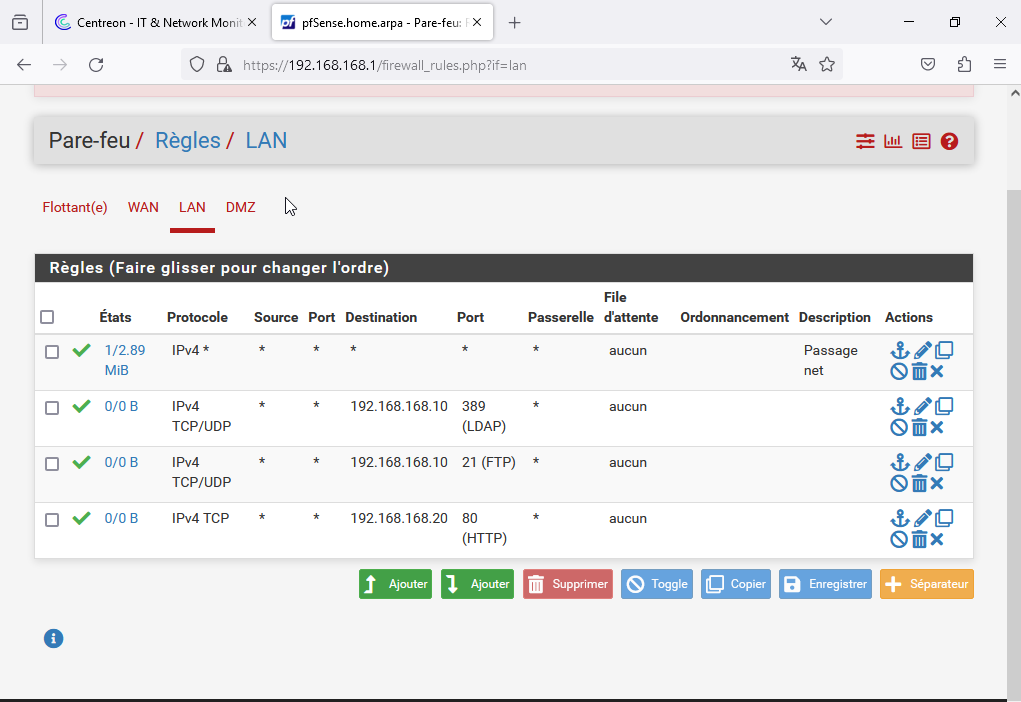 Centreon - IT & Network Monit
pfSense.home.arpa - Pare-feu: R
https://192.168.168.1/firewall_rules.php?if=lan
Pare-feu / Règles / LAN
Flottant(e) WAN LAN DMZ
Règles (Faire glisser pour changer l'ordre)
États Protocole Source Port Destination Port Passerelle File d'attente Ordonnancement Description Actions
1/2.89 MiB IPv4 * * * * * * aucun Passage net
0/0 B IPv4 TCP/UDP * * 192.168.168.10 389 (LDAP) * aucun
0/0 B IPv4 TCP/UDP * * 192.168.168.10 21 (FTP) * aucun
0/0 B IPv4 TCP * * 192.168.168.20 80 (HTTP) * aucun
Ajouter Ajouter Supprimer Toggle Copier Enregistrer Séparateur